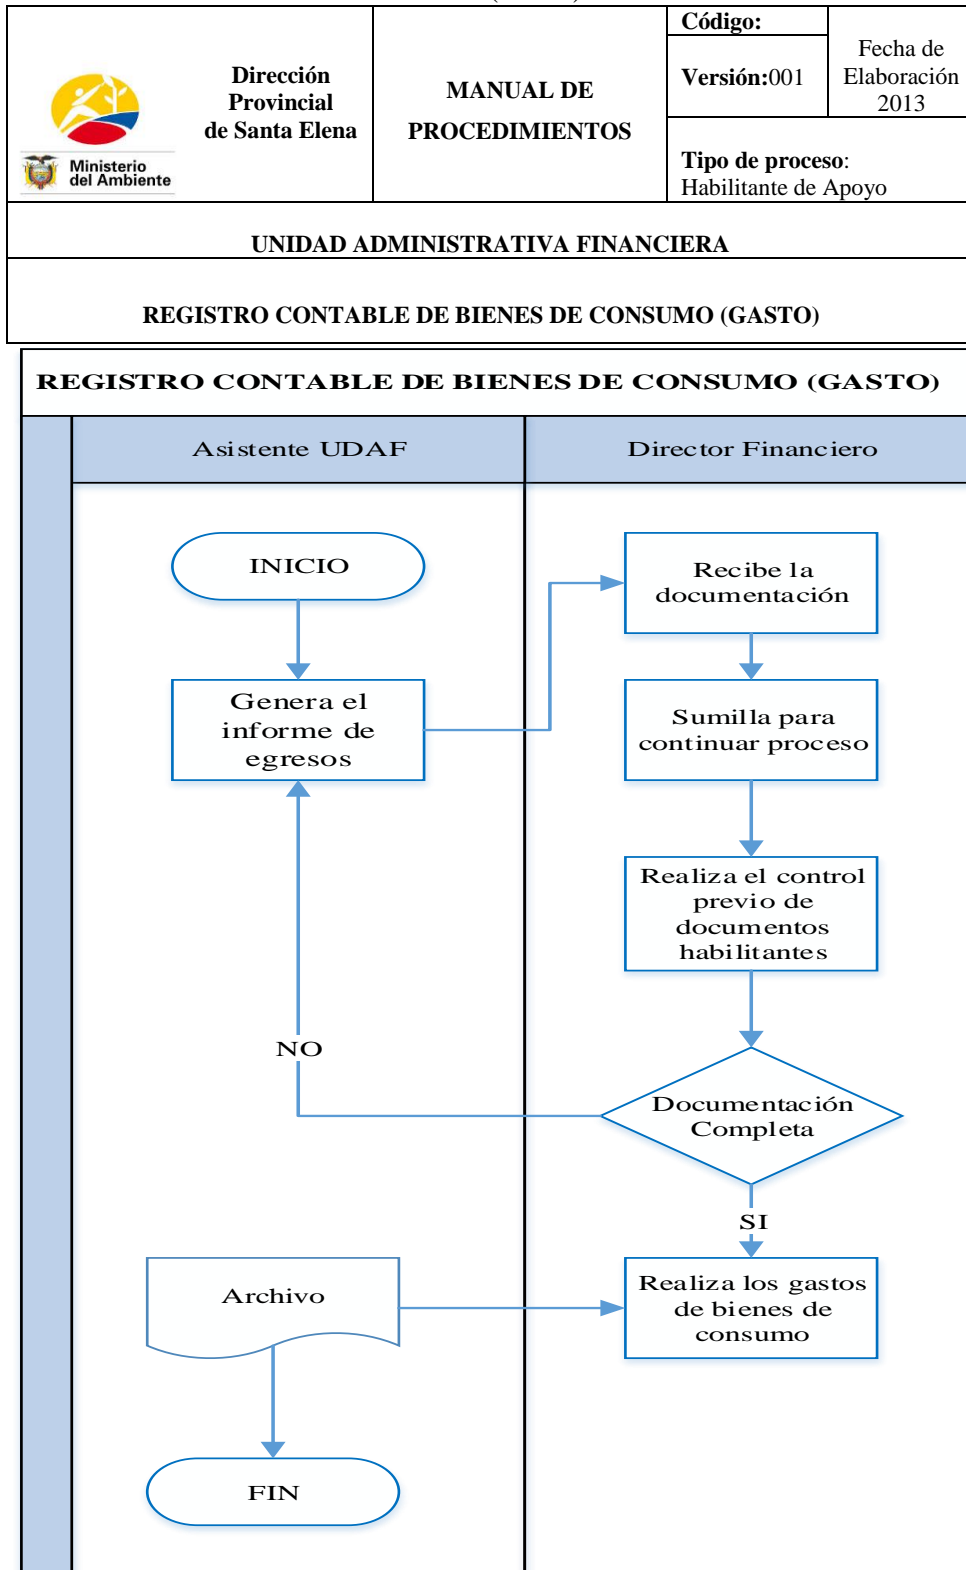 Dirección
Provincial
de Santa Elena
Ministerio
del Ambiente
MANUAL DE
PROCEDIMIENTOS
Código:
Versión:001
Fecha de
Elaboración
2013
Tipo de proceso:
Habilitante de Apoyo
UNIDAD ADMINISTRATIVA FINANCIERA
REGISTRO CONTABLE DE BIENES DE CONSUMO (GASTO)
REGISTRO CONTABLE DE BIENES DE CONSUMO (GASTO)
Asistente UDAF
Director Financiero
INICIO
Recibe la
documentación
Genera el
informe de
egresos
Sumilla para
continuar proceso
Realiza el control
previo de
documentos
habilitantes
NO
Documentación
Completa
SI
Archivo
Realiza los gastos
de bienes de
consumo
FIN